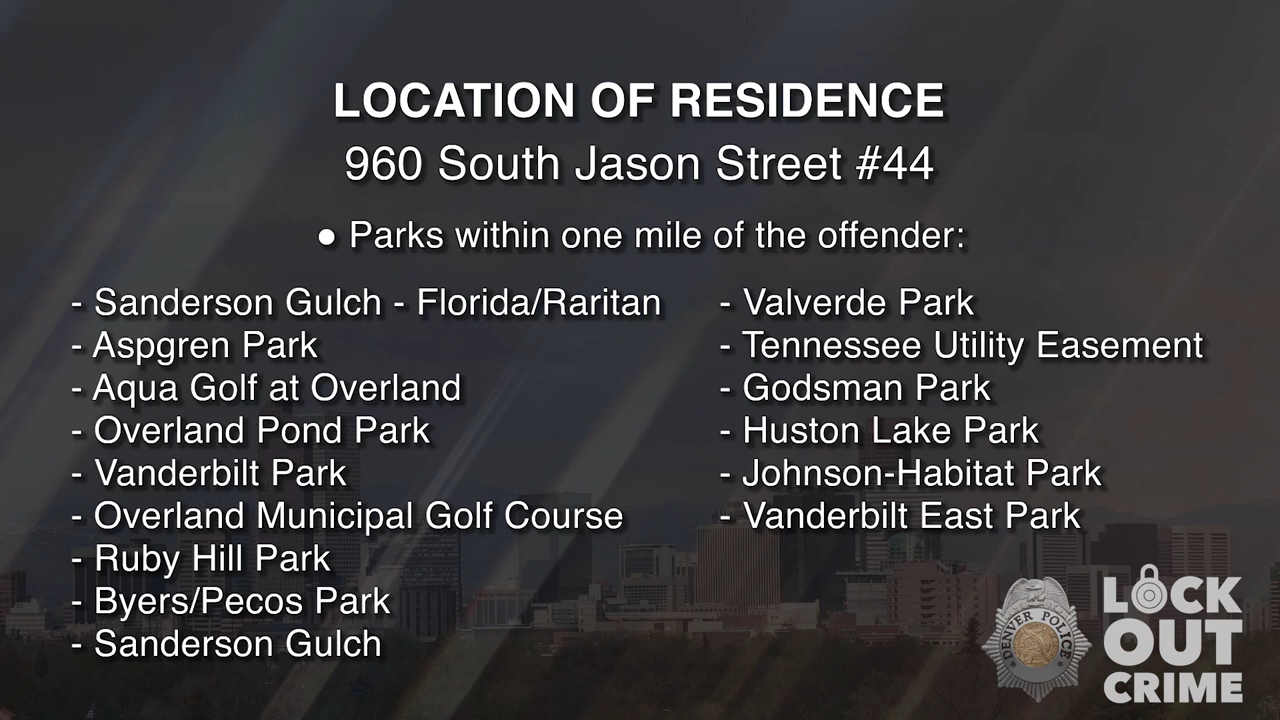 LOCATION OF RESIDENCE
960 South Jason Street #44
● Parks within one mile of the offender:
- Sanderson Gulch - Florida/Raritan
- Aspgren Park
- Aqua Golf at Overland
- Overland Pond Park
- Vanderbilt Park
- Overland Municipal Golf Course
- Ruby Hill Park
- Byers/Pecos Park
- Sanderson Gulch
- Valverde Park
- Tennessee Utility Easement
- Godsman Park
- Huston Lake Park
- Johnson-Habitat Park
- Vanderbilt East Park
DENVER POLICE
LOCK
OUT
CRIME